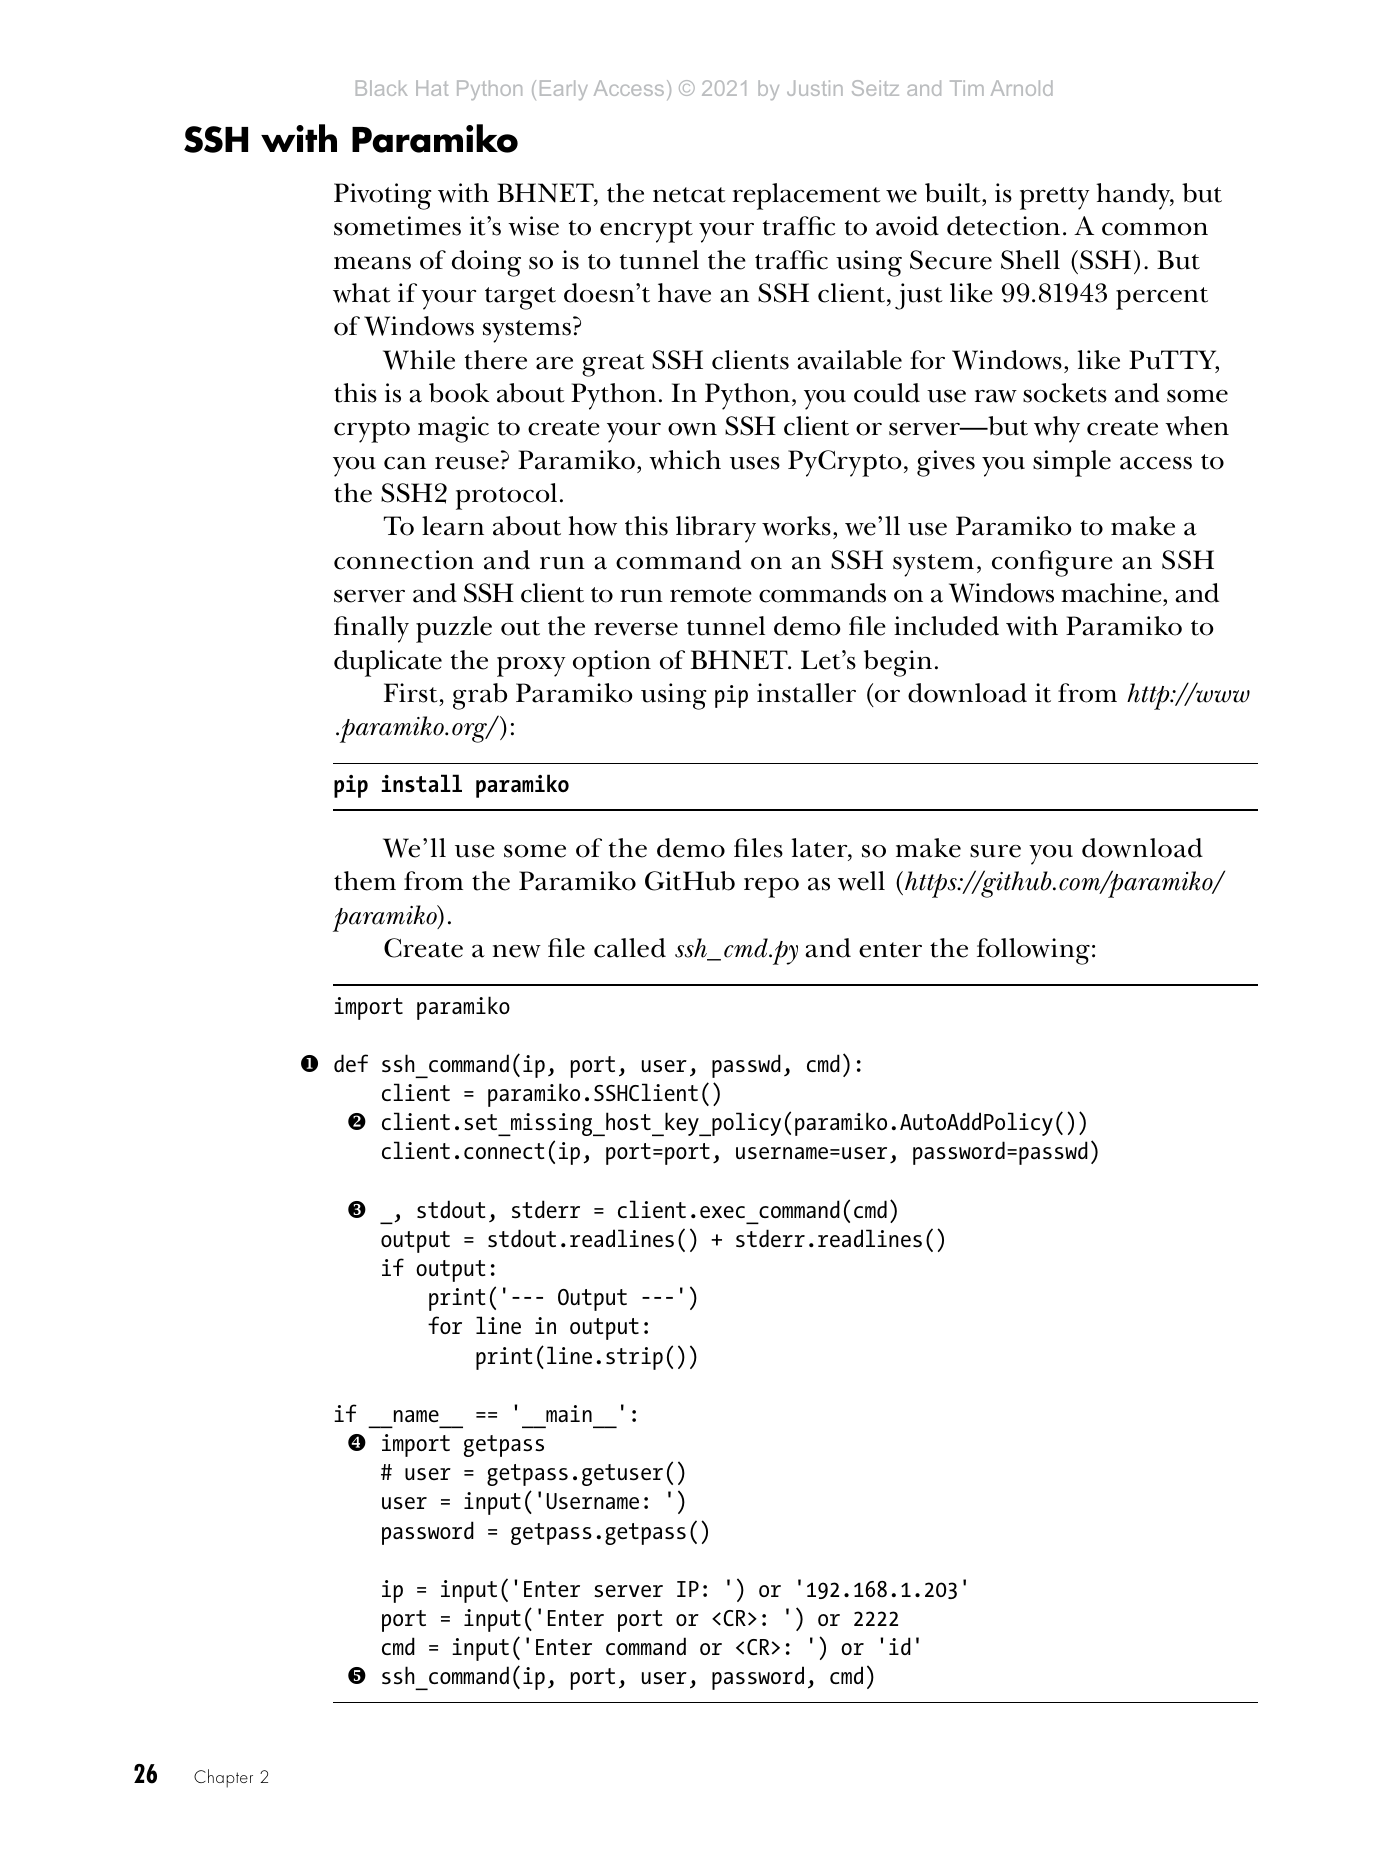 Black Hat Python (Early Access) © 2021 by Justin Seitz and Tim Arnold
SSH with Paramiko
Pivoting with BHNET, the netcat replacement we built, is pretty handy, but
sometimes it’s wise to encrypt your traffic to avoid detection. A common
means of doing so is to tunnel the traffic using Secure Shell (SSH). But
what if your target doesn’t have an SSH client, just like 99.81943 percent
of Windows systems?
While there are great SSH clients available for Windows, like PuTTY,
this is a book about Python. In Python, you could use raw sockets and some
crypto magic to create your own SSH client or server—but why create when
you can reuse? Paramiko, which uses PyCrypto, gives you simple access to
the SSH2 protocol.
To learn about how this library works, we’ll use Paramiko to make a
connection and run a command on an SSH system, configure an SSH
server and SSH client to run remote commands on a Windows machine, and
finally puzzle out the reverse tunnel demo file included with Paramiko to
duplicate the proxy option of BHNET. Let’s begin.
First, grab Paramiko using pip installer (or download it from http://www
.paramiko.org/):
pip install paramiko
We’ll use some of the demo files later, so make sure you download
them from the Paramiko GitHub repo as well (https://github.com/paramiko/
paramiko).
Create a new file called ssh_cmd.py and enter the following:
import paramiko
❶ def ssh_command(ip, port, user, passwd, cmd):
client = paramiko.SSHClient()
❷ client.set_missing_host_key_policy(paramiko.AutoAddPolicy())
client.connect(ip, port=port, username=user, password=passwd)
❸ _, stdout, stderr = client.exec_command(cmd)
output = stdout.readlines() + stderr.readlines()
if output:
print('--- Output ---')
for line in output:
print(line.strip())
if __name__ == '__main__':
❹ import getpass
# user = getpass.getuser()
user = input('Username: ')
password = getpass.getpass()
ip = input('Enter server IP: ') or '192.168.1.203'
port = input('Enter port or <CR>: ') or 2222
cmd = input('Enter command or <CR>: ') or 'id'
❺ ssh_command(ip, port, user, password, cmd)
26 Chapter 2